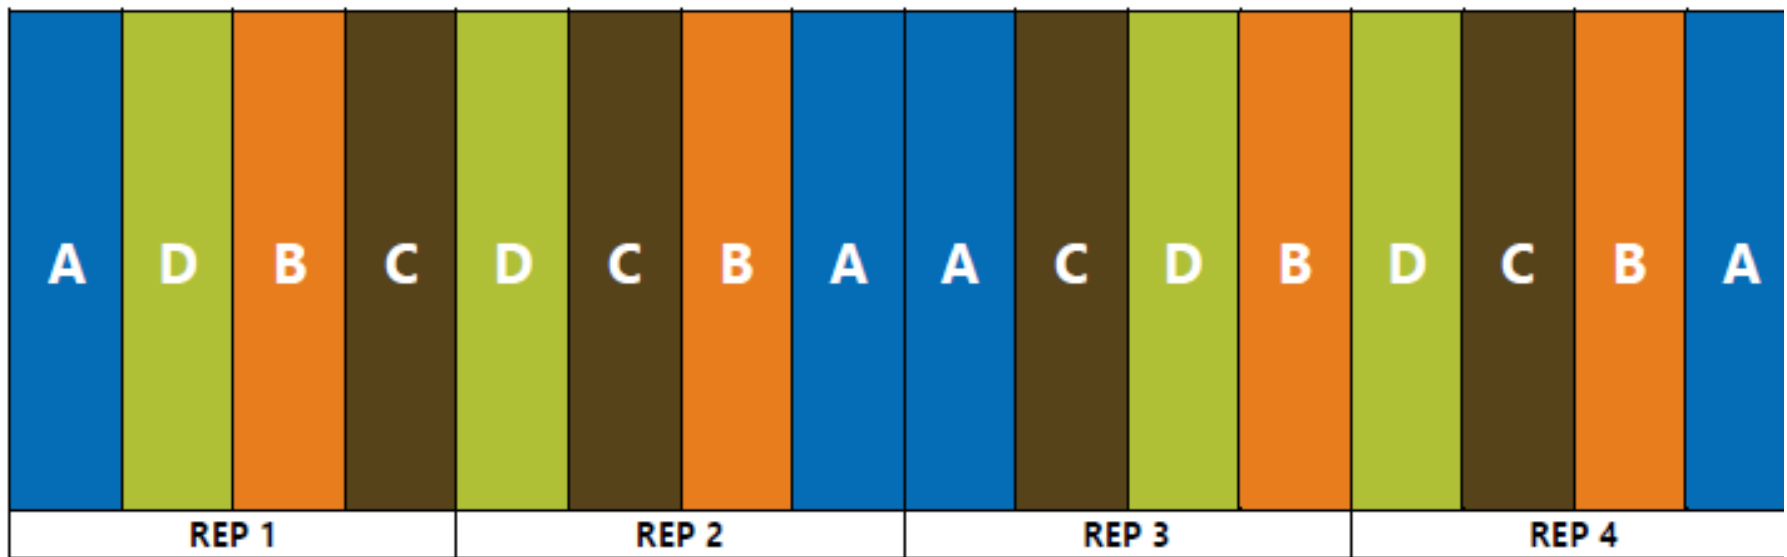 A D B C D C B A A C D B D C B A
REP 1 REP 2 REP 3 REP 4